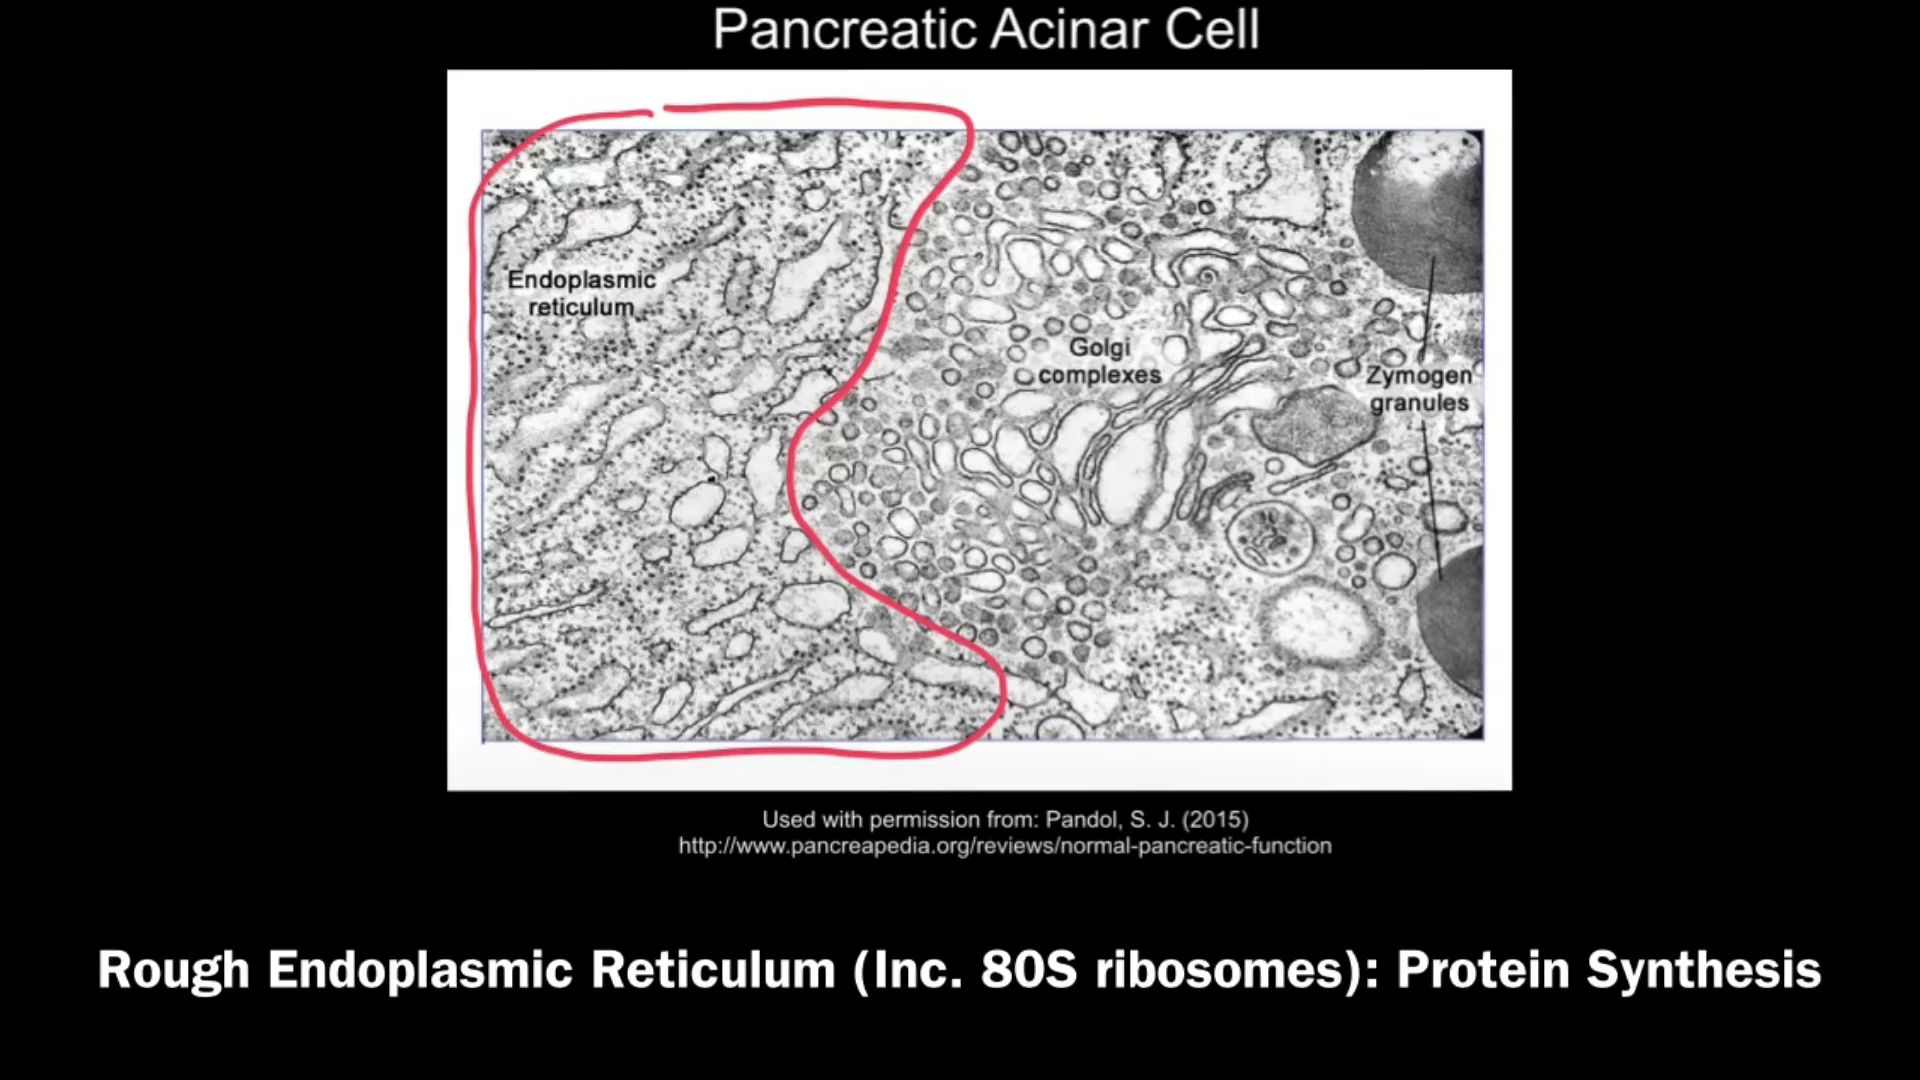 Pancreatic Acinar Cell
Endoplasmic
reticulum
Golgi
complexes
Zymogen
granules
Used with permission from: Pandol, S. J. (2015)
http://www.pancreapedia.org/reviews/normal-pancreatic-function
Rough Endoplasmic Reticulum (Inc. 80S ribosomes): Protein Synthesis